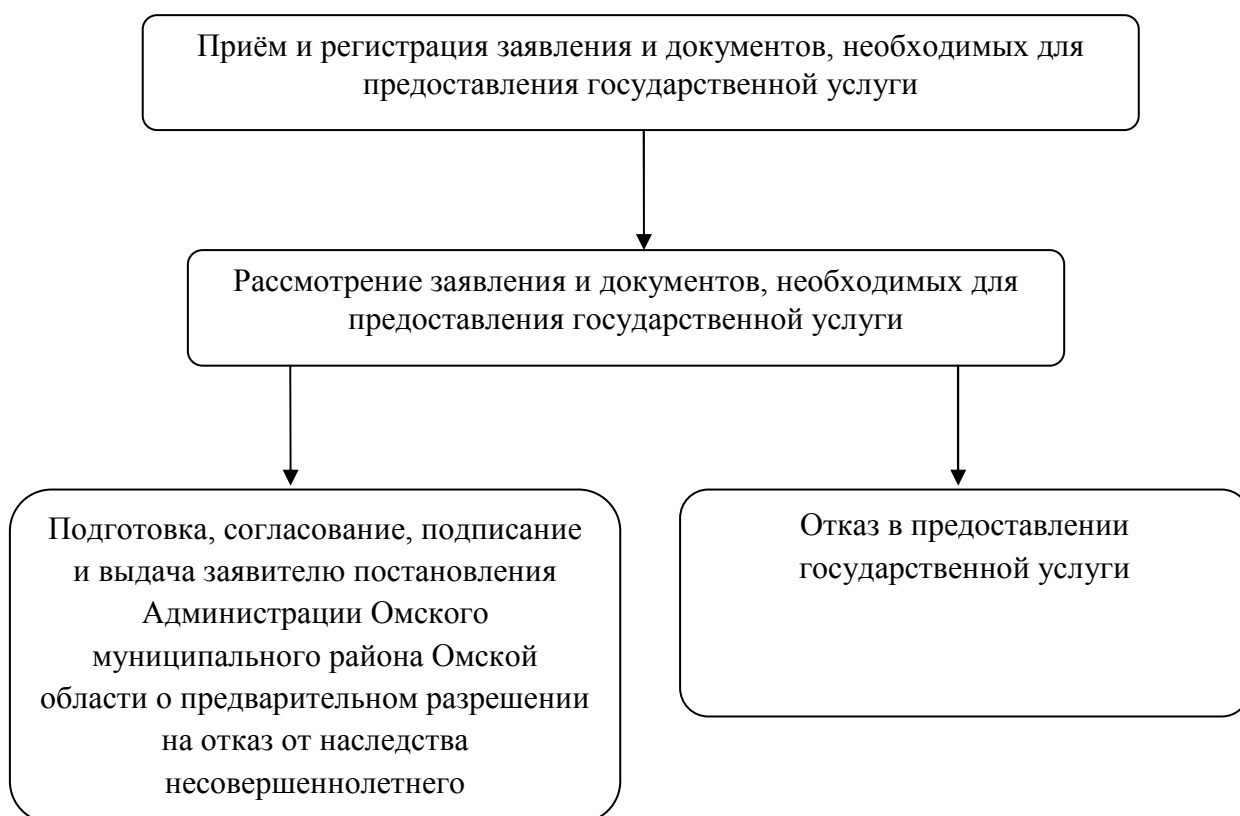 Приём и регистрация заявления и документов, необходимых для
предоставления государственной услуги
Рассмотрение заявления и документов, необходимых для
предоставления государственной услуги
Подготовка, согласование, подписание
и выдача заявителю постановления
Администрации Омского
муниципального района Омской
области о предварительном разрешении
на отказ от наследства
несовершеннолетнего
Отказ в предоставлении
государственной услуги